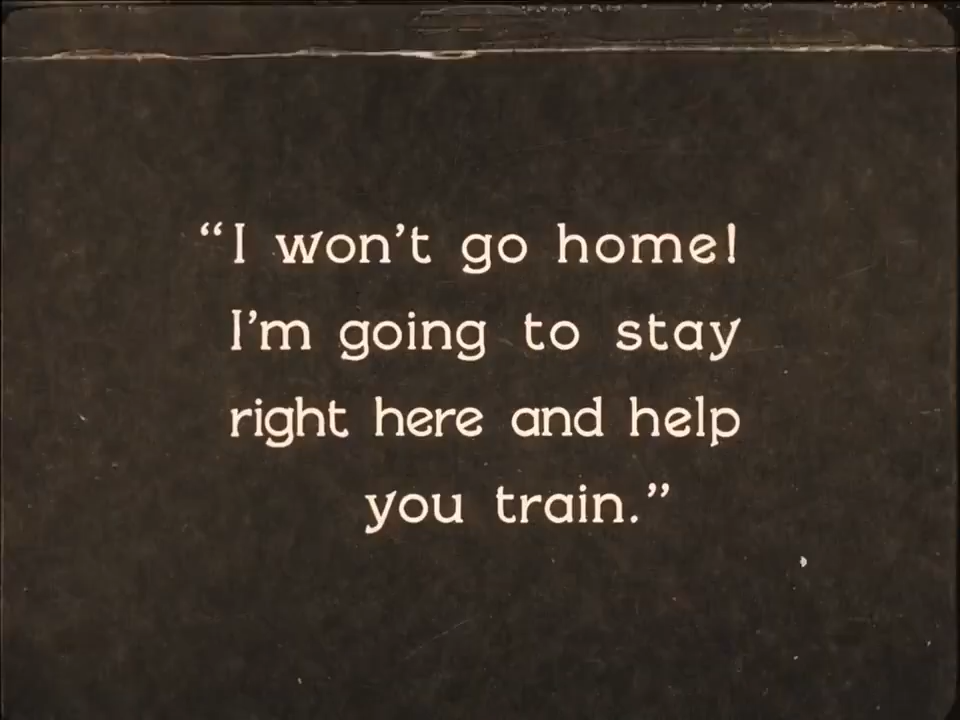 “I won’t go home!
I’m going to stay
right here and help
you train.”